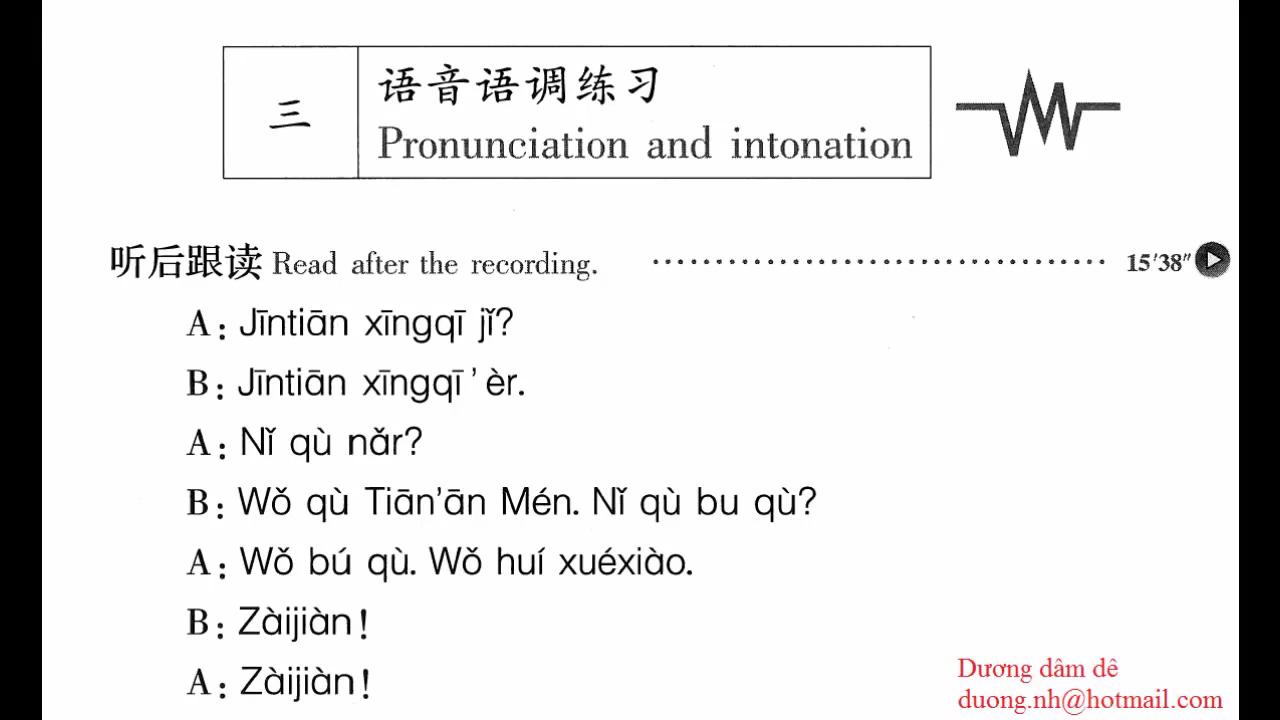 三
语音语调练习
Pronunciation and intonation
听后跟读 Read after the recording. ······························· 15′38″
A: Jīntiān xīngqī jǐ?
B: Jīntiān xīngqī’èr.
A: Nǐ qù nǎr?
B: Wǒ qù Tiān’ān Mén. Nǐ qù bu qù?
A: Wǒ bú qù. Wǒ huí xuéxiào.
B: Zàijiàn!
A: Zàijiàn!
Dương dâm dê
duong.nh@hotmail.com